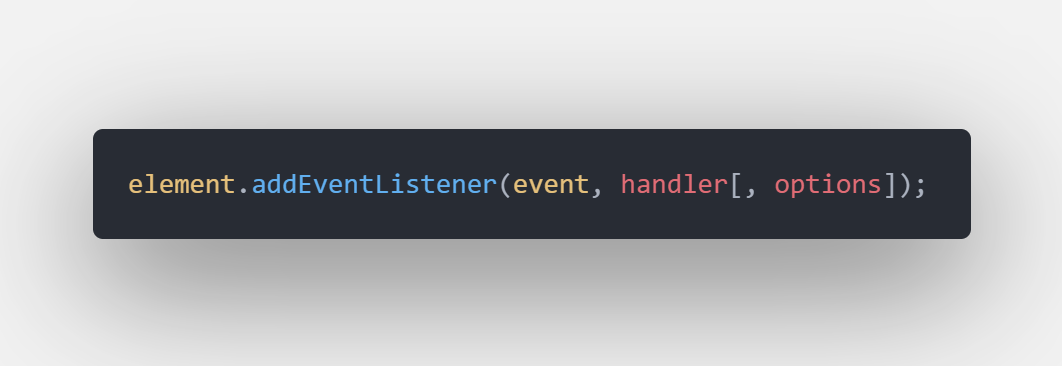 element.addEventListener(event, handler[, options]);